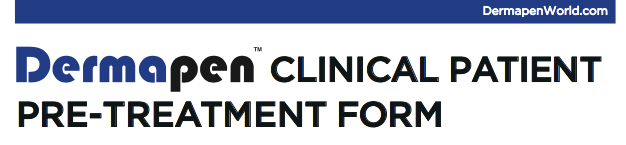 DermapenWorld.com
Dermapen™ CLINICAL PATIENT
PRE-TREATMENT FORM